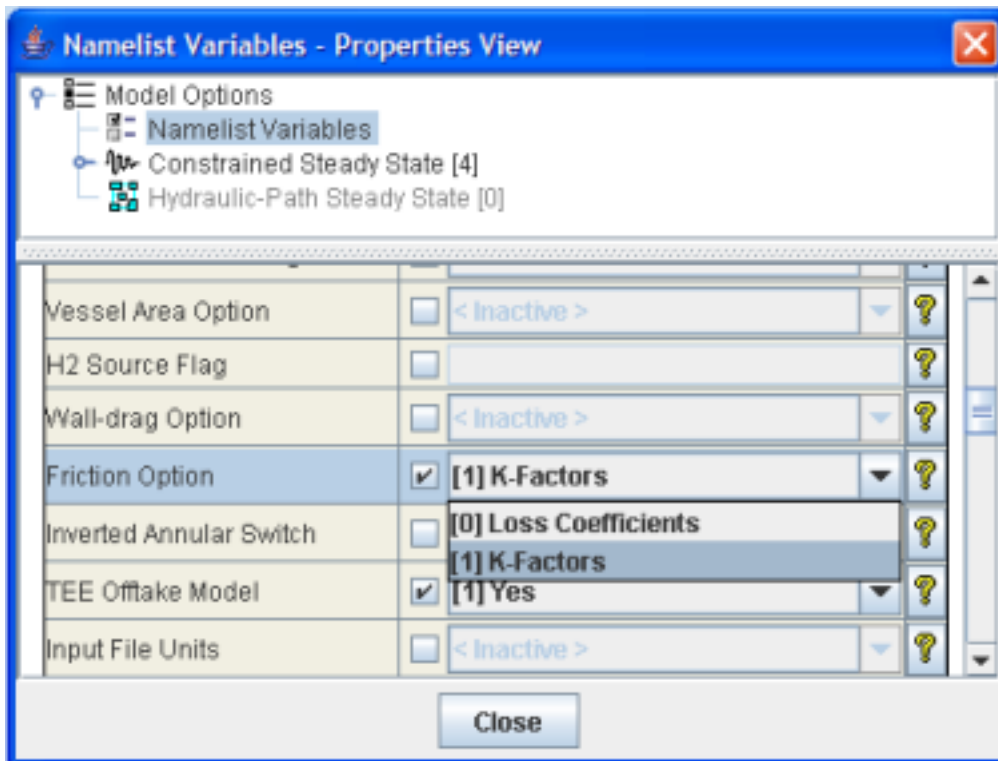 Namelist Variables - Properties View
Model Options
Namelist Variables
Constrained Steady State [4]
Hydraulic-Path Steady State [0]
Vessel Area Option < Inactive >
H2 Source Flag
Wall-drag Option < Inactive >
Friction Option [1] K-Factors
[0] Loss Coefficients
Inverted Annular Switch
[1] K-Factors
TEE Offtake Model [1] Yes
Input File Units < Inactive >
Close